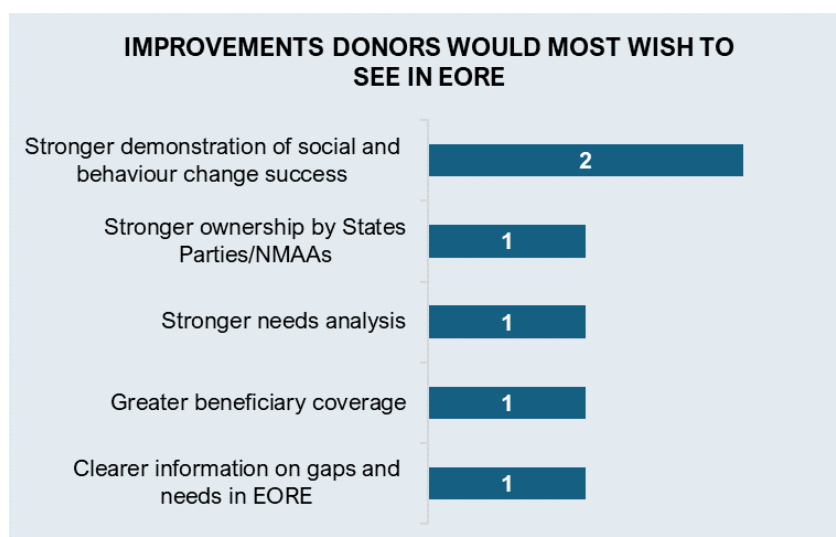 IMPROVEMENTS DONORS WOULD MOST WISH TO
SEE IN EORE
Stronger demonstration of social and
behaviour change success
2
Stronger ownership by States
Parties/NMAAs
1
Stronger needs analysis
1
Greater beneficiary coverage
1
Clearer information on gaps and
needs in EORE
1